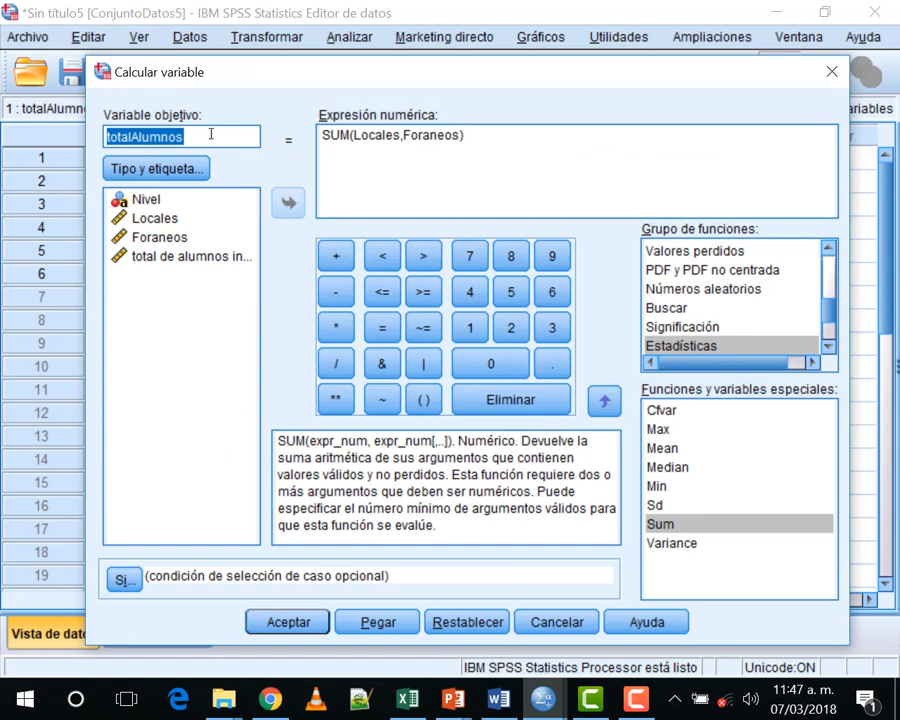 *Sin título5 [ConjuntoDatos5] - IBM SPSS Statistics Editor de datos
Archivo Editar Ver Datos Transformar Analizar Marketing directo Gráficos Utilidades Ampliaciones Ventana Ayuda
Calcular variable
1 : totalAlumn
ariables
Variable objetivo:
totalAlumnos
=
Expresión numérica:
SUM(Locales,Foraneos)
Tipo y etiqueta...
Nivel
Locales
Foraneos
total de alumnos in...
+ < > 7 8 9
- <= >= 4 5 6
* = ~= 1 2 3
/ & | 0 .
** ~ ( ) Eliminar
Grupo de funciones:
Valores perdidos
PDF y PDF no centrada
Números aleatorios
Buscar
Significación
Estadísticas
Funciones y variables especiales:
Cfvar
Max
Mean
Median
Min
Sd
Sum
Variance
SUM(expr_num, expr_num[,..]). Numérico. Devuelve la
suma aritmética de sus argumentos que contienen
valores válidos y no perdidos. Esta función requiere dos o
más argumentos que deben ser numéricos. Puede
especificar el número mínimo de argumentos válidos para
que esta función se evalúe.
Si... (condición de selección de caso opcional)
Aceptar Pegar Restablecer Cancelar Ayuda
1
2
3
4
5
6
7
8
9
10
11
12
13
14
15
16
17
18
19
Vista de dato
IBM SPSS Statistics Processor está listo Unicode:ON
11:47 a. m.
07/03/2018
1